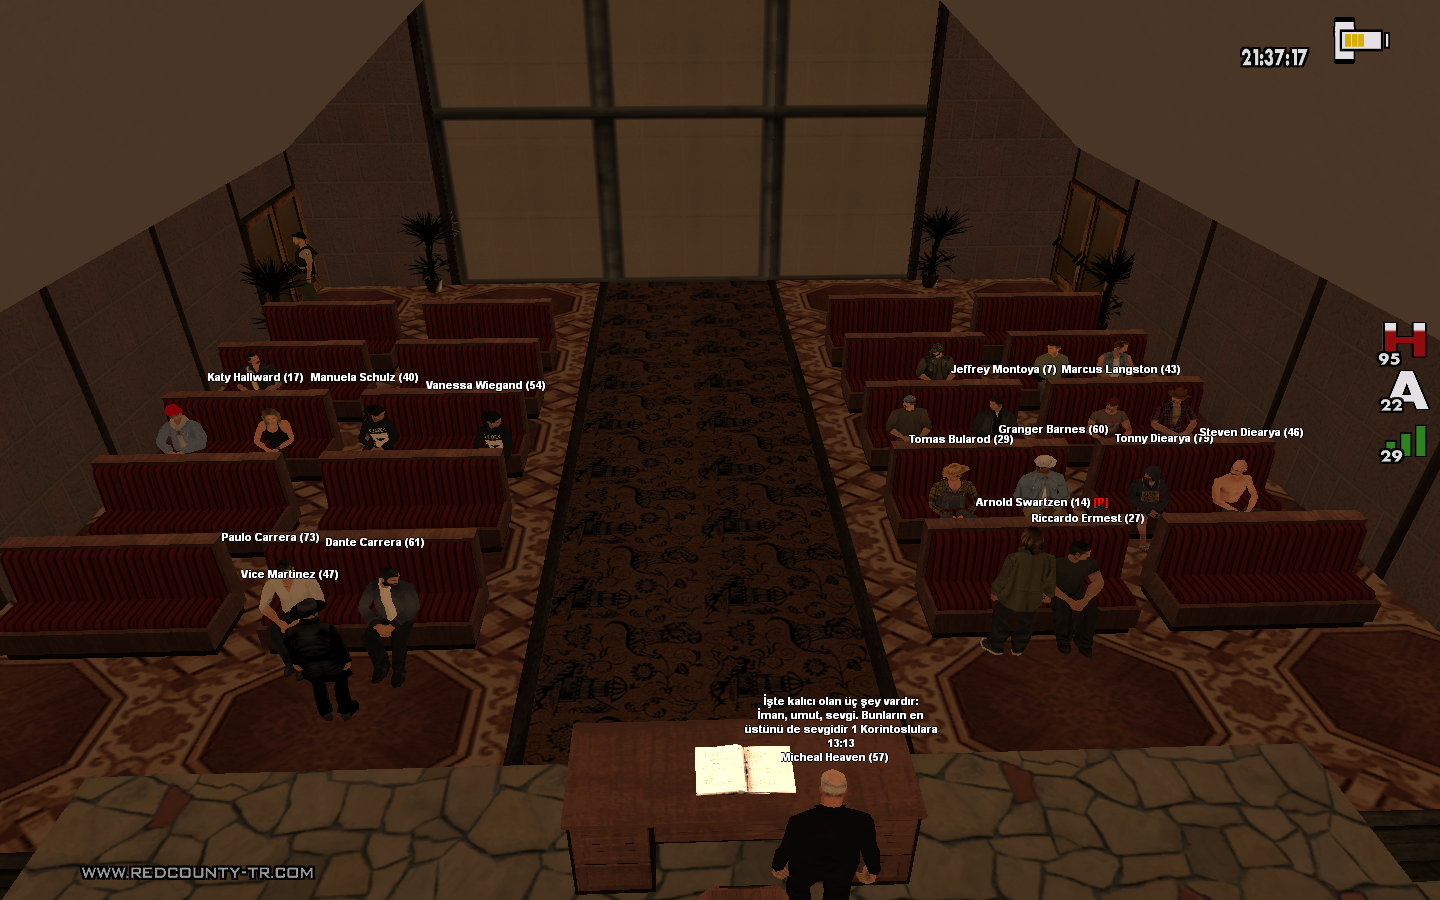 21:37:17
95
22
29
Katy Hallward (17)
Manuela Schulz (40)
Vanessa Wiegand (54)
Jeffrey Montoya (7)
Marcus Langston (43)
Granger Barnes (60)
Tomas Bularod (29)
Tonny Diearya (79)
Steven Diearya (46)
Arnold Swartzen (14) [P]
Riccardo Ermest (27)
Paulo Carrera (73)
Dante Carrera (61)
Vice Martinez (47)
İşte kalıcı olan üç şey vardır:
İman, umut, sevgi. Bunların en
üstünü de sevgidir 1 Korintoslulara
13:13
Micheal Heaven (57)
WWW.REDCOUNTY-TR.COM